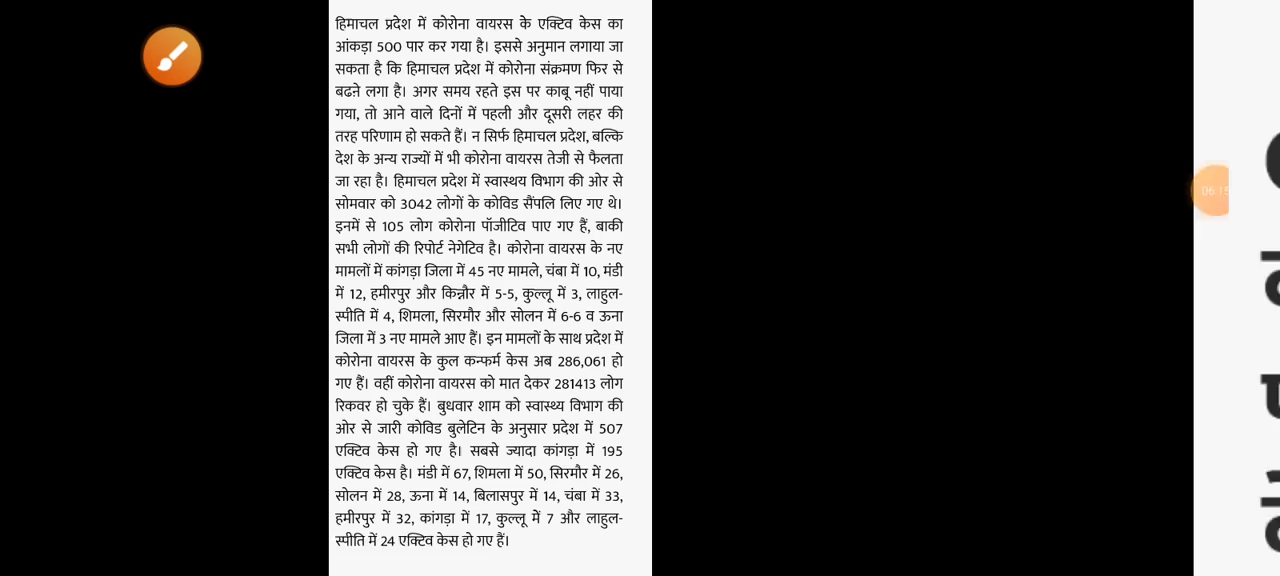 हिमाचल प्रदेश में कोरोना वायरस के एक्टिव केस का
आंकड़ा 500 पार कर गया है। इससे अनुमान लगाया जा
सकता है कि हिमाचल प्रदेश में कोरोना संक्रमण फिर से
बढऩे लगा है। अगर समय रहते इस पर काबू नहीं पाया
गया, तो आने वाले दिनों में पहली और दूसरी लहर की
तरह परिणाम हो सकते हैं। न सिर्फ हिमाचल प्रदेश, बल्कि
देश के अन्य राज्यों में भी कोरोना वायरस तेजी से फैलता
जा रहा है। हिमाचल प्रदेश में स्वास्थय विभाग की ओर से
सोमवार को 3042 लोगों के कोविड सैंपलि लिए गए थे।
इनमें से 105 लोग कोरोना पॉजीटिव पाए गए हैं, बाकी
सभी लोगों की रिपोर्ट नेगेटिव है। कोरोना वायरस के नए
मामलों में कांगड़ा जिला में 45 नए मामले, चंबा में 10, मंडी
में 12, हमीरपुर और किन्नौर में 5-5, कुल्लू में 3, लाहुल-
स्पीति में 4, शिमला, सिरमौर और सोलन में 6-6 व ऊना
जिला में 3 नए मामले आए हैं। इन मामलों के साथ प्रदेश में
कोरोना वायरस के कुल कन्फर्म केस अब 286,061 हो
गए हैं। वहीं कोरोना वायरस को मात देकर 281413 लोग
रिकवर हो चुके हैं। बुधवार शाम को स्वास्थ्य विभाग की
ओर से जारी कोविड बुलेटिन के अनुसार प्रदेश में 507
एक्टिव केस हो गए है। सबसे ज्यादा कांगड़ा में 195
एक्टिव केस है। मंडी में 67, शिमला में 50, सिरमौर में 26,
सोलन में 28, ऊना में 14, बिलासपुर में 14, चंबा में 33,
हमीरपुर में 32, कांगड़ा में 17, कुल्लू में 7 और लाहुल-
स्पीति में 24 एक्टिव केस हो गए हैं।
06:15